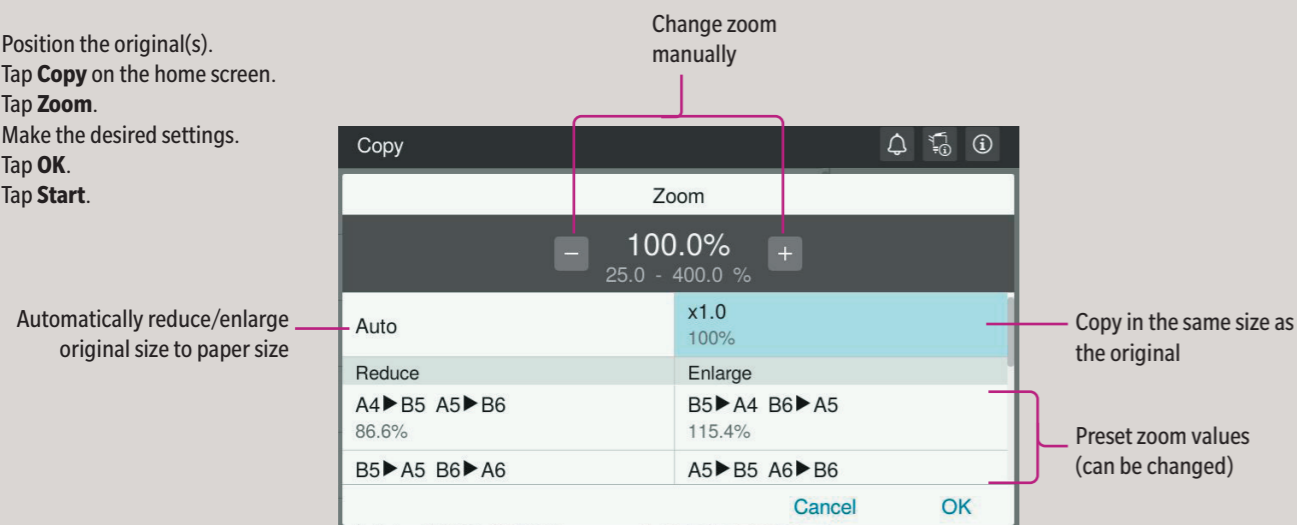 Position the original(s).
Tap Copy on the home screen.
Tap Zoom.
Make the desired settings.
Tap OK.
Tap Start.
Change zoom
manually
Copy
Zoom
− 100.0% +
25.0 - 400.0 %
Automatically reduce/enlarge
original size to paper size
Auto
x1.0
100%
Copy in the same size as
the original
Reduce
Enlarge
A4▶B5 A5▶B6
86.6%
B5▶A4 B6▶A5
115.4%
Preset zoom values
(can be changed)
B5▶A5 B6▶A6
A5▶B5 A6▶B6
Cancel
OK